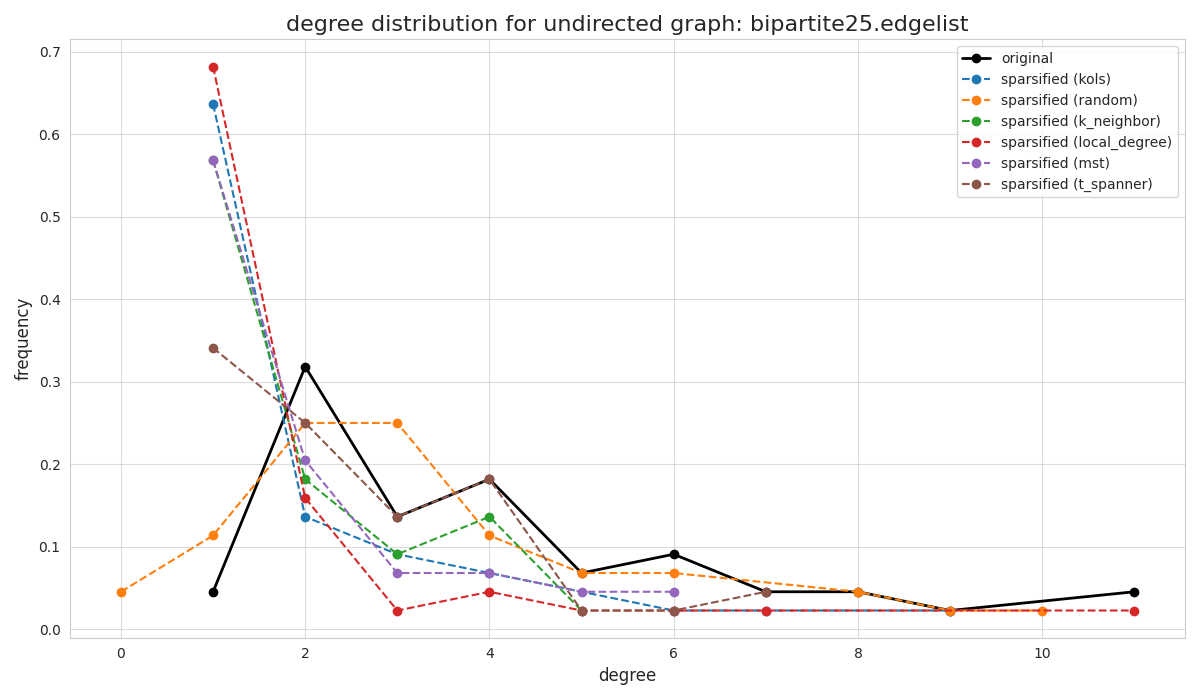 degree distribution for undirected graph: bipartite25.edgelist
original
sparsified (kols)
sparsified (random)
sparsified (k_neighbor)
sparsified (local_degree)
sparsified (mst)
sparsified (t_spanner)
frequency
0.7
0.6
0.5
0.4
0.3
0.2
0.1
0.0
0 2 4 6 8 10
degree